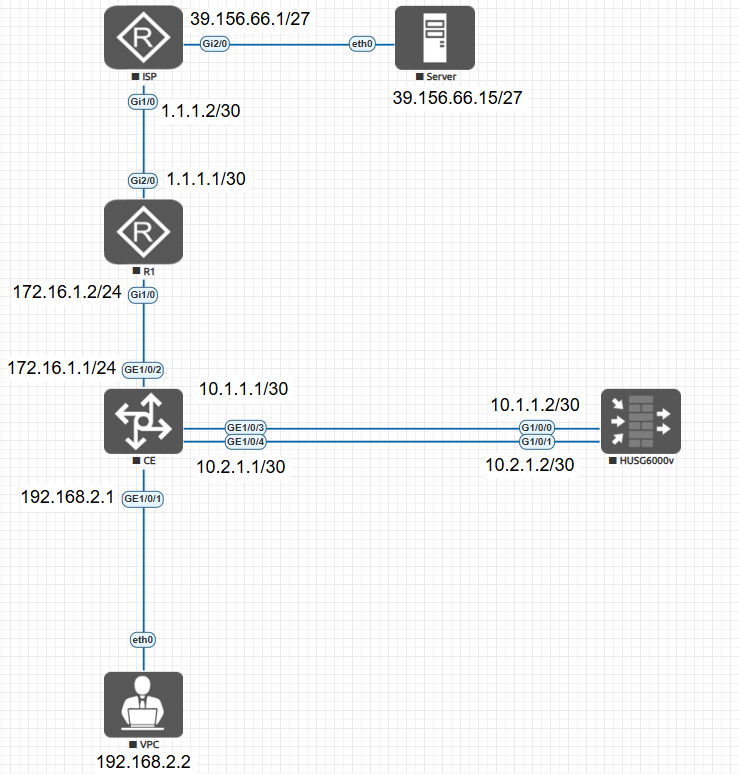 39.156.66.1/27
Gi2/0
eth0
R
ISP
Server
39.156.66.15/27
Gi1/0
1.1.1.2/30
Gi2/0
1.1.1.1/30
R
R1
172.16.1.2/24
Gi1/0
172.16.1.1/24
GE1/0/2
10.1.1.1/30
10.1.1.2/30
GE1/0/3
G1/0/0
GE1/0/4
G1/0/1
CE
HUSG6000v
10.2.1.1/30
10.2.1.2/30
192.168.2.1
GE1/0/1
eth0
VPC
192.168.2.2